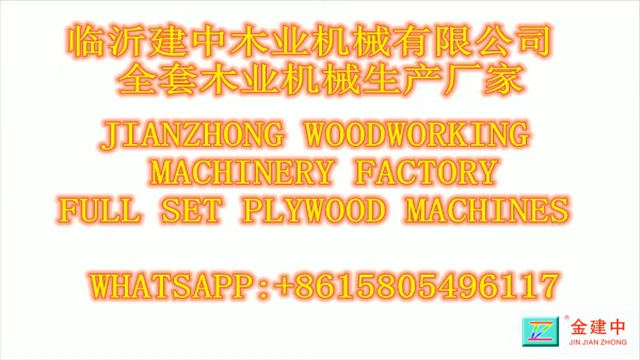 临沂建中木业机械有限公司
全套木业机械生产厂家
JIANZHONG WOODWORKING
MACHINERY FACTORY
FULL SET PLYWOOD MACHINES
WHATSAPP:+8615805496117
®金建中
JIN JIAN ZHONG